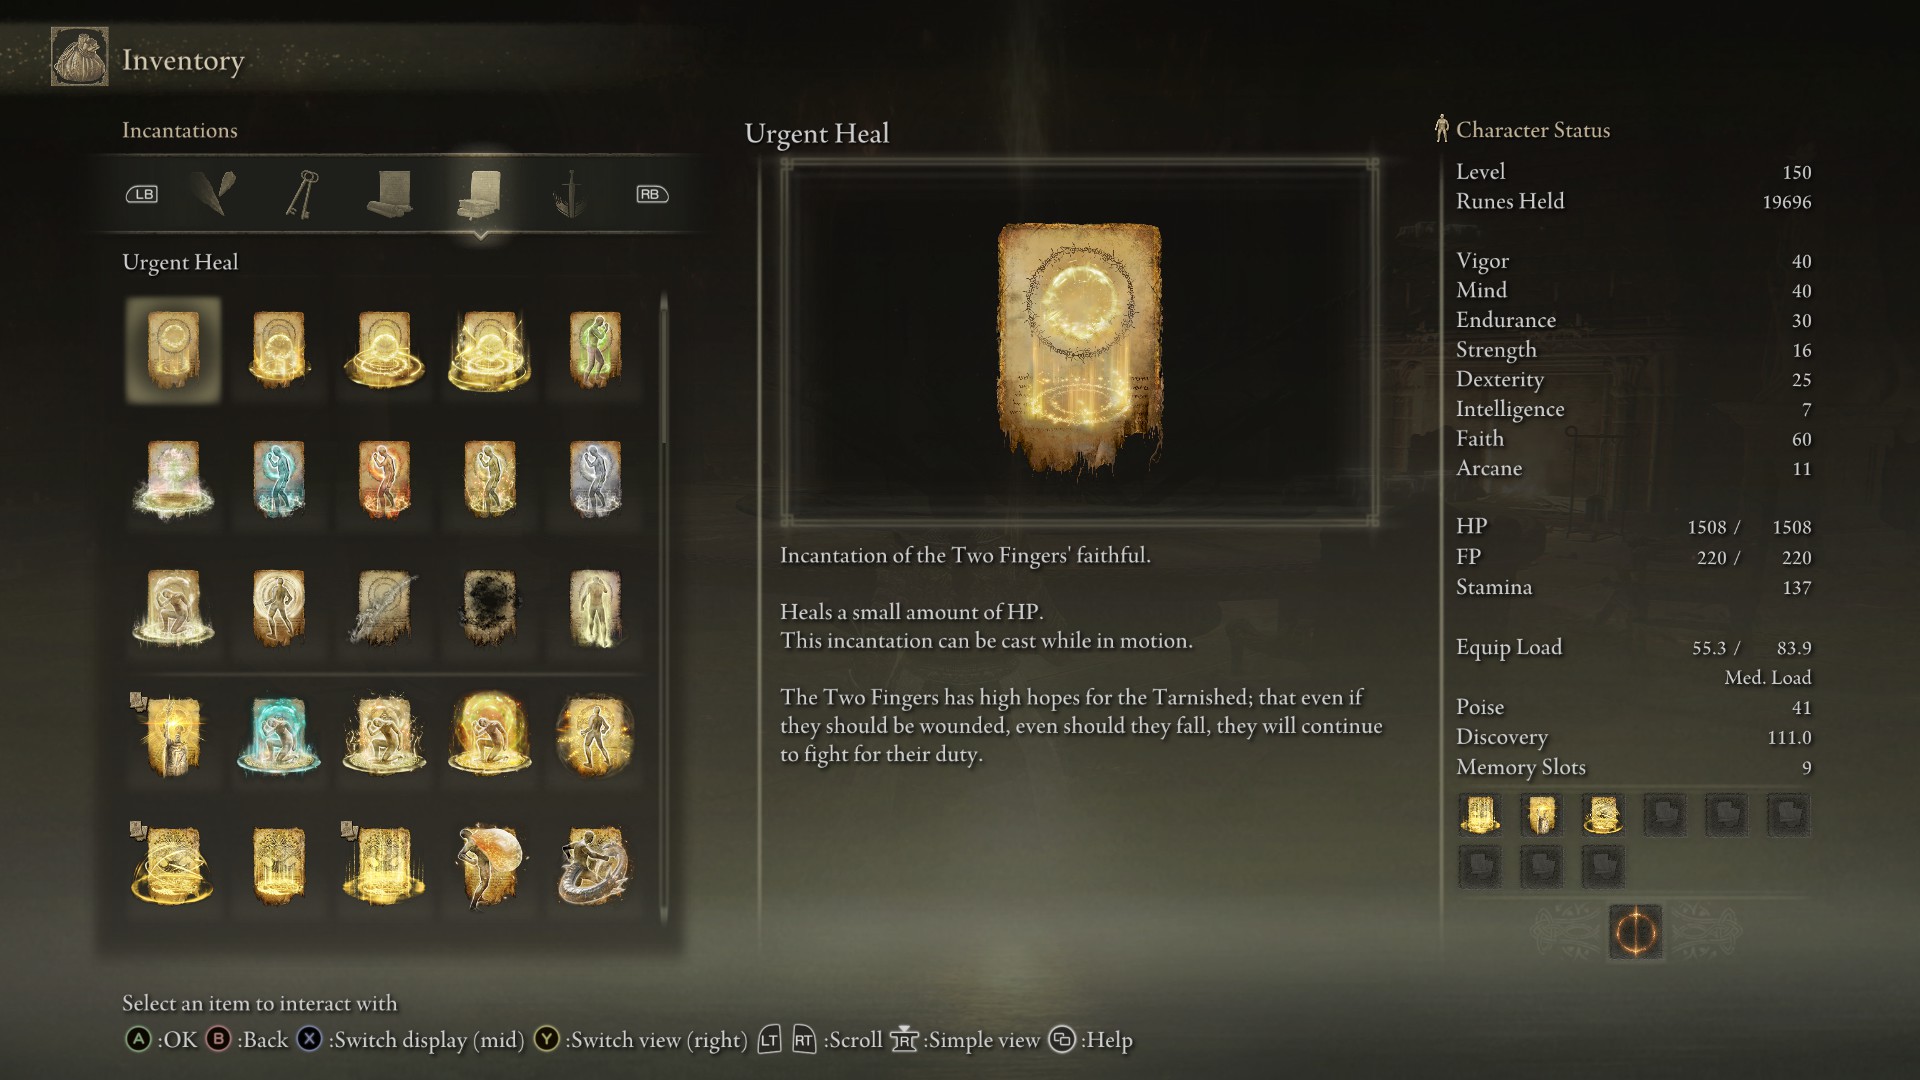 Inventory
Incantations
LB
RB
Urgent Heal
Urgent Heal
Incantation of the Two Fingers' faithful.
Heals a small amount of HP.
This incantation can be cast while in motion.
The Two Fingers has high hopes for the Tarnished; that even if
they should be wounded, even should they fall, they will continue
to fight for their duty.
Character Status
Level 150
Runes Held 19696
Vigor 40
Mind 40
Endurance 30
Strength 16
Dexterity 25
Intelligence 7
Faith 60
Arcane 11
HP 1508 / 1508
FP 220 / 220
Stamina 137
Equip Load 55.3 / 83.9
Med. Load
Poise 41
Discovery 111.0
Memory Slots 9
Select an item to interact with
A :OK B :Back X :Switch display (mid) Y :Switch view (right) LT RT :Scroll R :Simple view :Help